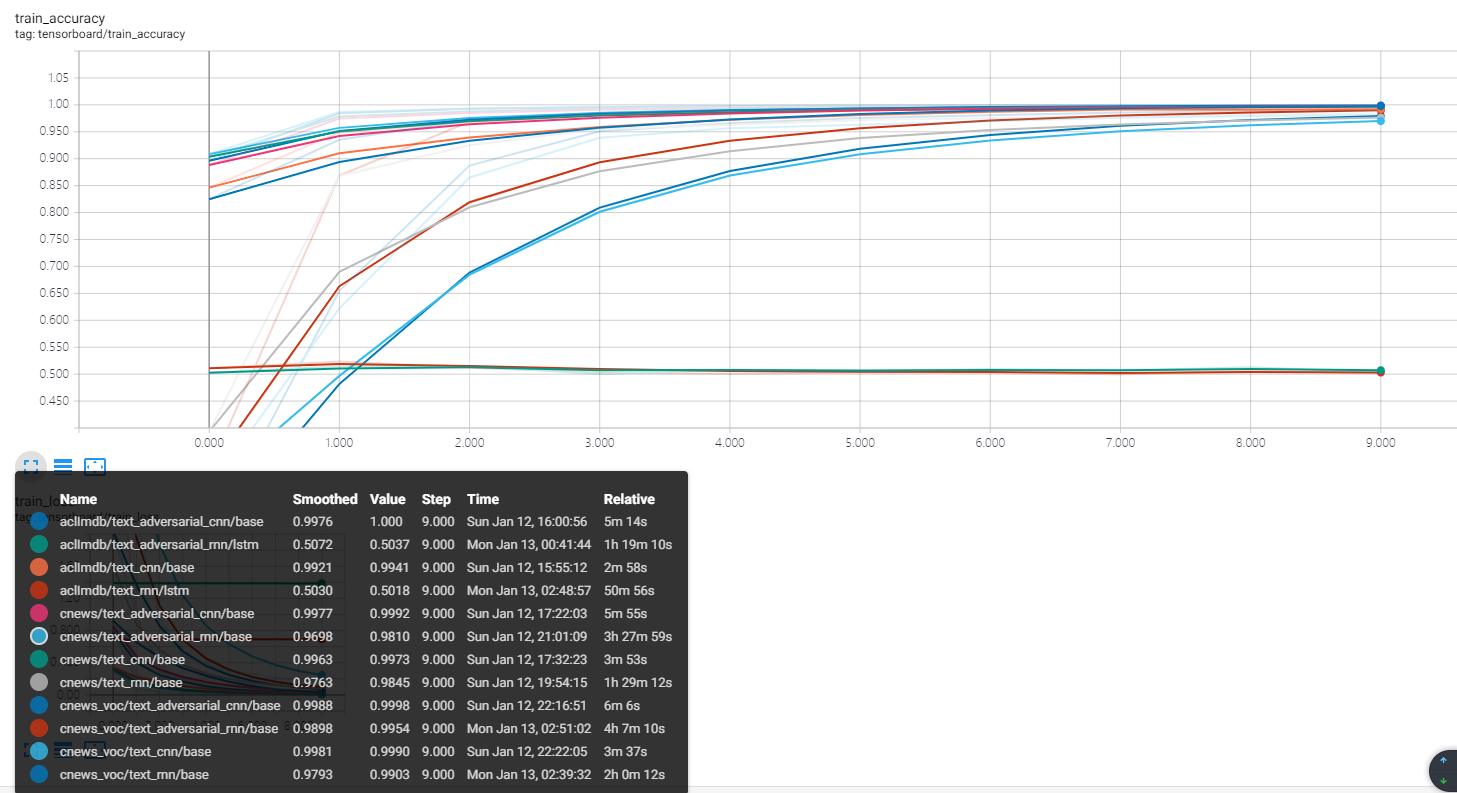 train_accuracy
tag: tensorboard/train_accuracy
1.05
1.00
0.950
0.900
0.850
0.800
0.750
0.700
0.650
0.600
0.550
0.500
0.450
0.000 1.000 2.000 3.000 4.000 5.000 6.000 7.000 8.000 9.000
Name Smoothed Value Step Time Relative
aclImdb/text_adversarial_cnn/base 0.9976 1.000 9.000 Sun Jan 12, 16:00:56 5m 14s
aclImdb/text_adversarial_rnn/lstm 0.5072 0.5037 9.000 Mon Jan 13, 00:41:44 1h 19m 10s
aclImdb/text_cnn/base 0.9921 0.9941 9.000 Sun Jan 12, 15:55:12 2m 58s
aclImdb/text_rnn/lstm 0.5030 0.5018 9.000 Mon Jan 13, 02:48:57 50m 56s
cnews/text_adversarial_cnn/base 0.9977 0.9992 9.000 Sun Jan 12, 17:22:03 5m 55s
cnews/text_adversarial_rnn/base 0.9698 0.9810 9.000 Sun Jan 12, 21:01:09 3h 27m 59s
cnews/text_cnn/base 0.9963 0.9973 9.000 Sun Jan 12, 17:32:23 3m 53s
cnews/text_rnn/base 0.9763 0.9845 9.000 Sun Jan 12, 19:54:15 1h 29m 12s
cnews_voc/text_adversarial_cnn/base 0.9988 0.9998 9.000 Sun Jan 12, 22:16:51 6m 6s
cnews_voc/text_adversarial_rnn/base 0.9898 0.9954 9.000 Mon Jan 13, 02:51:02 4h 7m 10s
cnews_voc/text_cnn/base 0.9981 0.9990 9.000 Sun Jan 12, 22:22:05 3m 37s
cnews_voc/text_rnn/base 0.9793 0.9903 9.000 Mon Jan 13, 02:39:32 2h 0m 12s